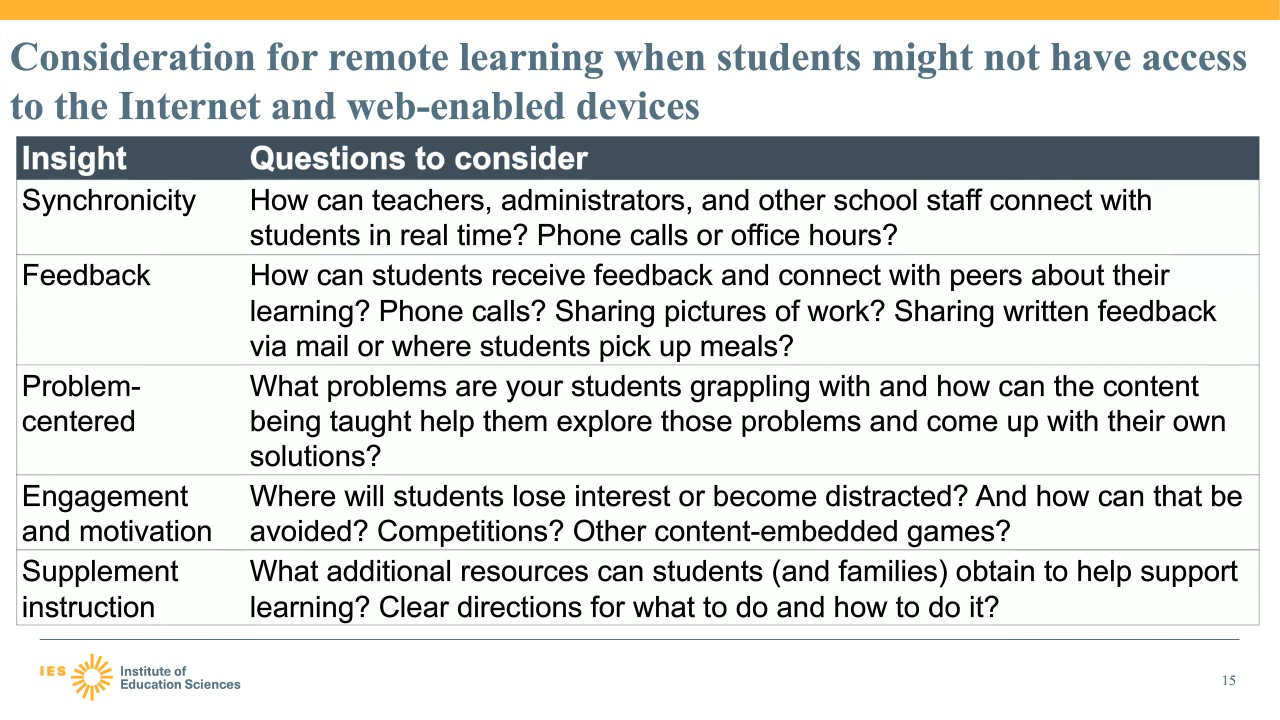 Consideration for remote learning when students might not have access
to the Internet and web-enabled devices
Insight Questions to consider
Synchronicity How can teachers, administrators, and other school staff connect with
students in real time? Phone calls or office hours?
Feedback How can students receive feedback and connect with peers about their
learning? Phone calls? Sharing pictures of work? Sharing written feedback
via mail or where students pick up meals?
Problem- What problems are your students grappling with and how can the content
centered being taught help them explore those problems and come up with their own
solutions?
Engagement Where will students lose interest or become distracted? And how can that be
and motivation avoided? Competitions? Other content-embedded games?
Supplement What additional resources can students (and families) obtain to help support
instruction learning? Clear directions for what to do and how to do it?
IES Institute of
Education Sciences
15